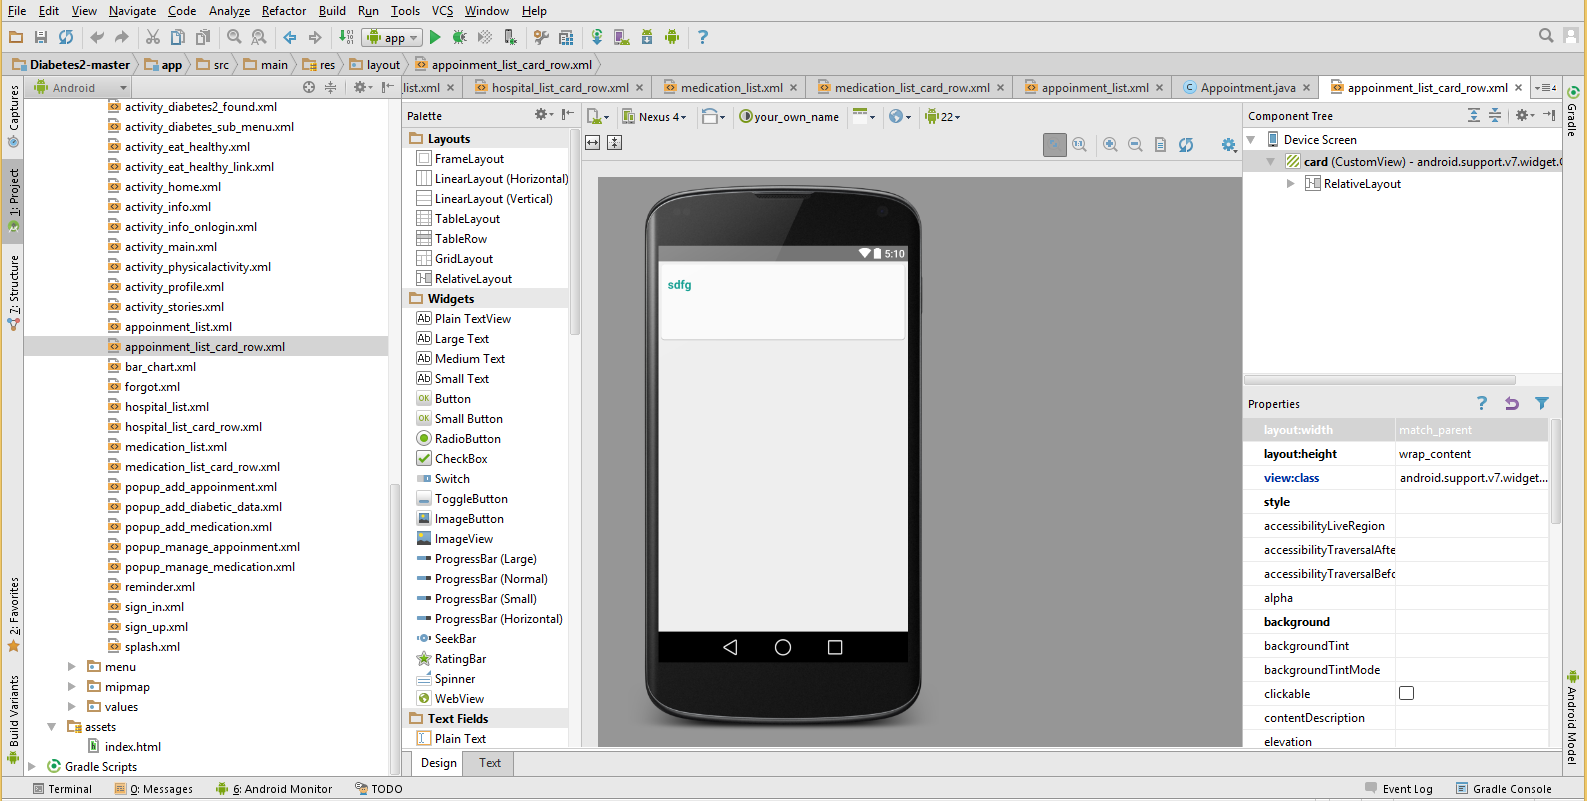 File Edit View Navigate Code Analyze Refactor Build Run Tools VCS Window Help
app
Diabetes2-master app src main res layout appoinment_list_card_row.xml
Android
list.xml hospital_list_card_row.xml medication_list.xml medication_list_card_row.xml appoinment_list.xml Appointment.java appoinment_list_card_row.xml 4
Captures
1: Project
7: Structure
2: Favorites
Build Variants
activity_diabetes2_found.xml
activity_diabetes_sub_menu.xml
activity_eat_healthy.xml
activity_eat_healthy_link.xml
activity_home.xml
activity_info.xml
activity_info_onlogin.xml
activity_main.xml
activity_physicalactivity.xml
activity_profile.xml
activity_stories.xml
appoinment_list.xml
appoinment_list_card_row.xml
bar_chart.xml
forgot.xml
hospital_list.xml
hospital_list_card_row.xml
medication_list.xml
medication_list_card_row.xml
popup_add_appoinment.xml
popup_add_diabetic_data.xml
popup_add_medication.xml
popup_manage_appoinment.xml
popup_manage_medication.xml
reminder.xml
sign_in.xml
sign_up.xml
splash.xml
menu
mipmap
values
assets
index.html
Gradle Scripts
Palette
Layouts
FrameLayout
LinearLayout (Horizontal)
LinearLayout (Vertical)
TableLayout
TableRow
GridLayout
RelativeLayout
Widgets
Ab Plain TextView
Ab Large Text
Ab Medium Text
Ab Small Text
OK Button
OK Small Button
RadioButton
CheckBox
Switch
ToggleButton
ImageButton
ImageView
ProgressBar (Large)
ProgressBar (Normal)
ProgressBar (Small)
ProgressBar (Horizontal)
SeekBar
RatingBar
Spinner
WebView
Text Fields
Plain Text
Nexus 4 your_own_name 22
5:10
sdfg
Design Text
Component Tree
Device Screen
card (CustomView) - android.support.v7.widget.C
RelativeLayout
Properties
layout:width match_parent
layout:height wrap_content
view:class android.support.v7.widget...
style
accessibilityLiveRegion
accessibilityTraversalAfte
accessibilityTraversalBefo
alpha
background
backgroundTint
backgroundTintMode
clickable
contentDescription
elevation
Gradle
Android Model
Terminal 0: Messages 6: Android Monitor TODO Event Log Gradle Console